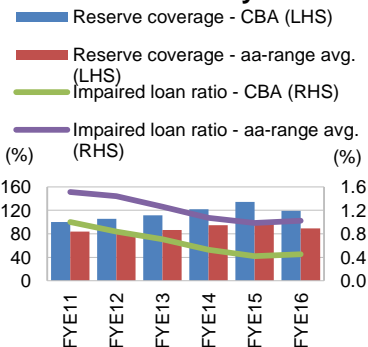 Reserve coverage - CBA (LHS)
Reserve coverage - aa-range avg.
(LHS)
Impaired loan ratio - CBA (RHS)
Impaired loan ratio - aa-range avg.
(RHS)
(%)
(%)
160
120
80
40
0
1.6
1.2
0.8
0.4
0.0
FYE11
FYE12
FYE13
FYE14
FYE15
FYE16